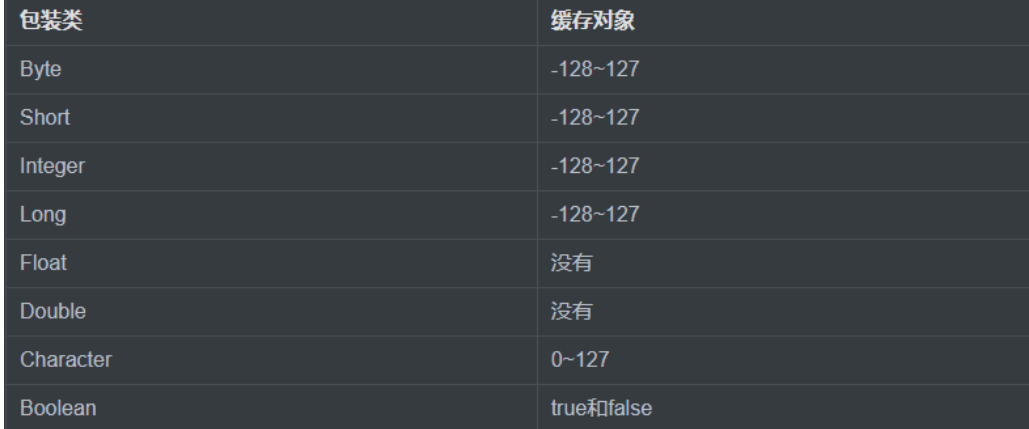 包装类 缓存对象
Byte -128~127
Short -128~127
Integer -128~127
Long -128~127
Float 没有
Double 没有
Character 0~127
Boolean true和false